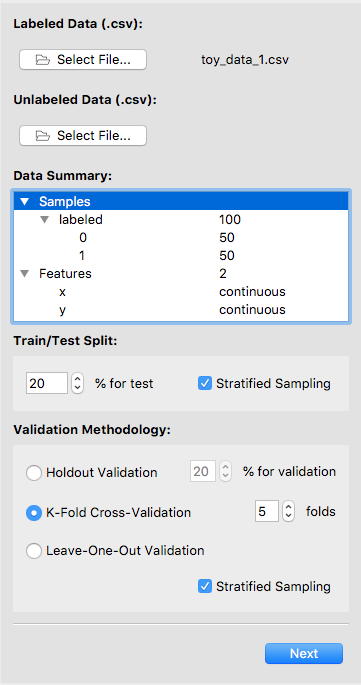 Labeled Data (.csv):
Select File... toy_data_1.csv
Unlabeled Data (.csv):
Select File...
Data Summary:
Samples
labeled 100
0 50
1 50
Features 2
x continuous
y continuous
Train/Test Split:
20 % for test Stratified Sampling
Validation Methodology:
Holdout Validation 20 % for validation
K-Fold Cross-Validation 5 folds
Leave-One-Out Validation
Stratified Sampling
Next